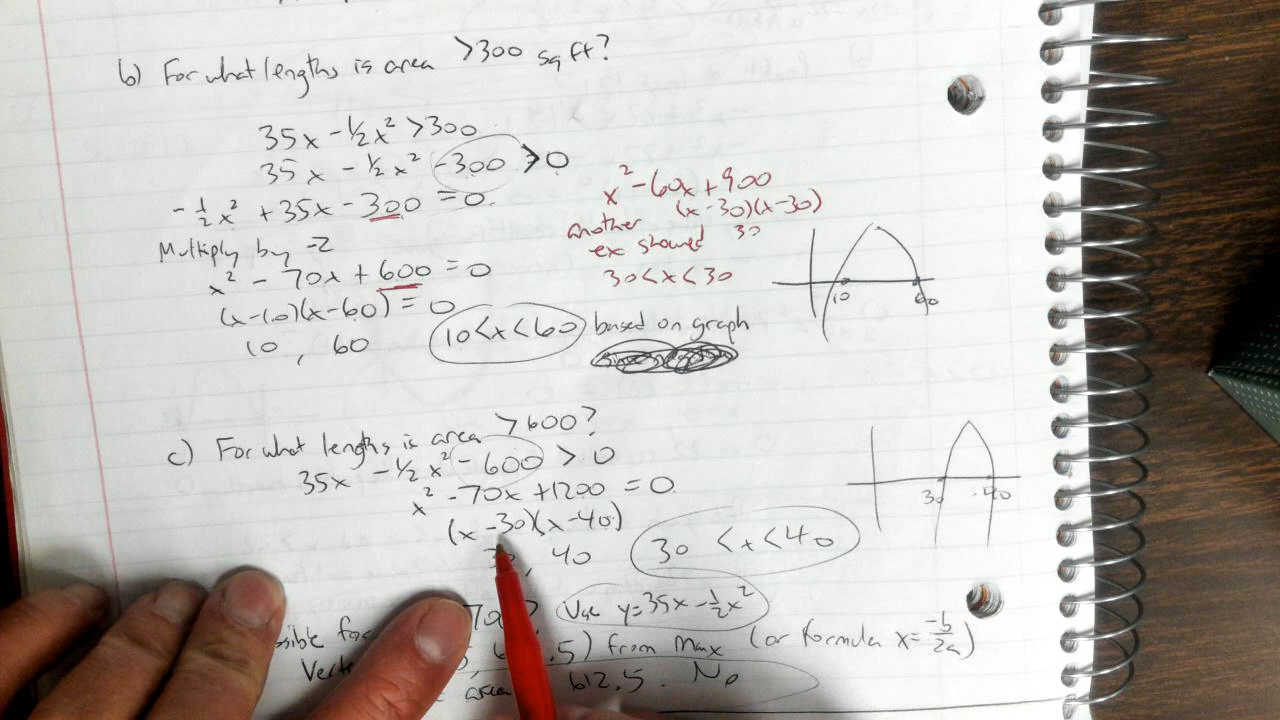 b) For what lengths is area >300 sq ft?
35x - 1/2x² > 300
35x - 1/2x² - 300 > 0
-1/2x² + 35x - 300 = 0
Multiply by -2
x² - 70x + 600 = 0
(x-10)(x-60) = 0
10, 60
10<x<60 based on graph
x² - 60x + 900
(x-30)(x-30)
another 30
ex showed
30<x<30
10 60
c) For what lengths is area >600?
35x - 1/2x² - 600 > 0
x² - 70x + 1200 = 0
(x-30)(x-40)
30, 40
30 <x<40
30 40
Use y=35x-1/2x²
.5) from Max (or formula x=-b/2a)
area 612.5. No